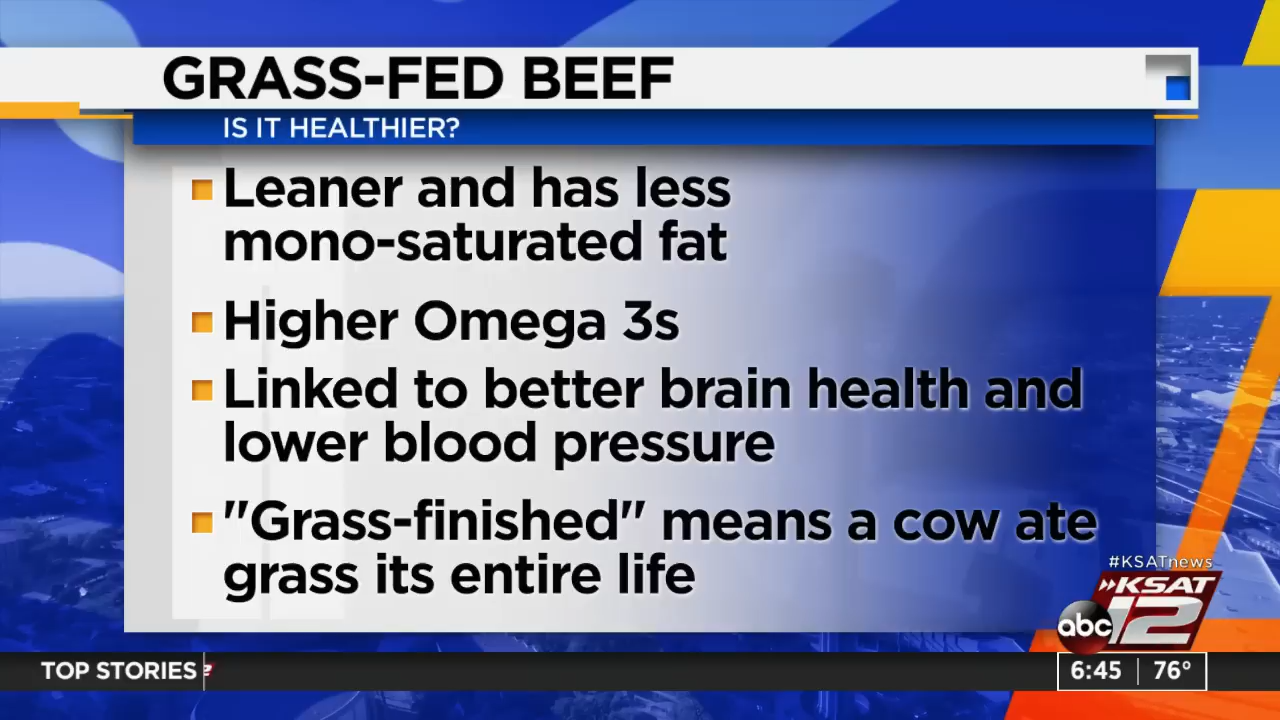 GRASS-FED BEEF
IS IT HEALTHIER?
Leaner and has less
mono-saturated fat
Higher Omega 3s
Linked to better brain health and
lower blood pressure
"Grass-finished" means a cow ate
grass its entire life
#KSATnews
KSAT
abc 12
TOP STORIES
6:45 76°